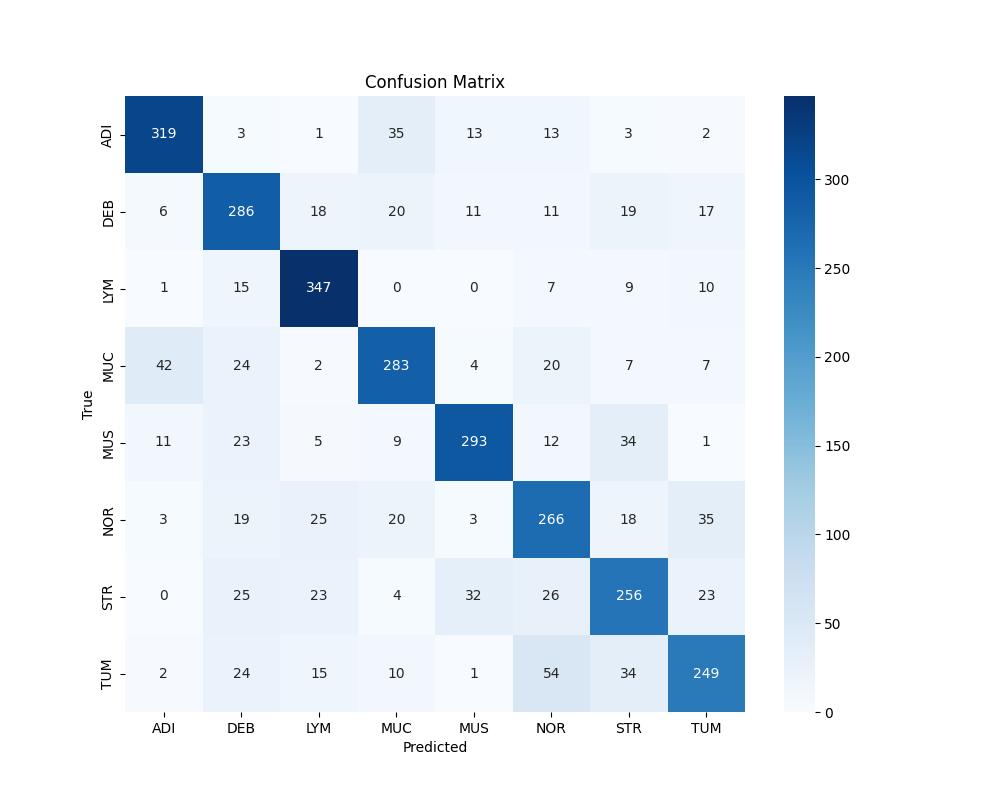 Confusion Matrix
True
ADI 319 3 1 35 13 13 3 2
DEB 6 286 18 20 11 11 19 17
LYM 1 15 347 0 0 7 9 10
MUC 42 24 2 283 4 20 7 7
MUS 11 23 5 9 293 12 34 1
NOR 3 19 25 20 3 266 18 35
STR 0 25 23 4 32 26 256 23
TUM 2 24 15 10 1 54 34 249
ADI DEB LYM MUC MUS NOR STR TUM
Predicted
300
250
200
150
100
50
0